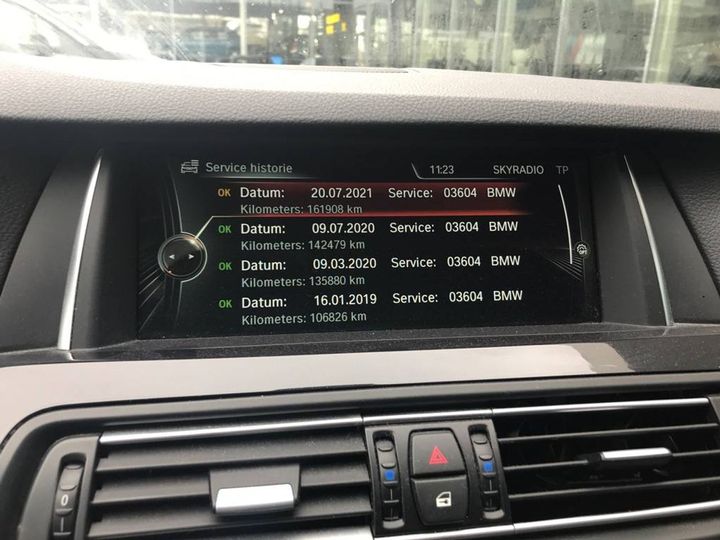 Service historie 11:23 SKYRADIO TP
OK Datum: 20.07.2021 Service: 03604 BMW
Kilometers: 161908 km
OK Datum: 09.07.2020 Service: 03604 BMW
Kilometers: 142479 km
OK Datum: 09.03.2020 Service: 03604 BMW
Kilometers: 135880 km
OK Datum: 16.01.2019 Service: 03604 BMW
Kilometers: 106826 km
0